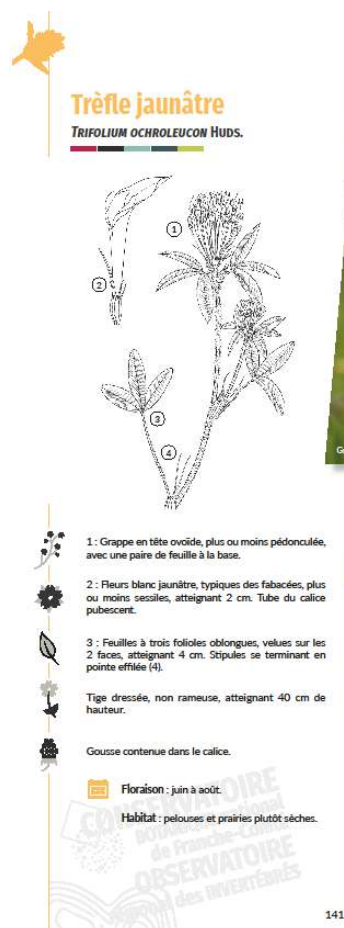 Trèfle jaunâtre
TRIFOLIUM OCHROLEUCON HUDS.
1
2
3
4
1 : Grappe en tête ovoïde, plus ou moins pédonculée,
avec une paire de feuille à la base.
2 : Fleurs blanc jaunâtre, typiques des fabacées, plus
ou moins sessiles, atteignant 2 cm. Tube du calice
pubescent.
3 : Feuilles à trois folioles oblongues, velues sur les
2 faces, atteignant 4 cm. Stipules se terminant en
pointe effilée (4).
Tige dressée, non rameuse, atteignant 40 cm de
hauteur.
Gousse contenue dans le calice.
Floraison : juin à août.
Habitat : pelouses et prairies plutôt sèches.
CONSERVATOIRE
de Franche-Comté
OBSERVATOIRE
régional des INVERTÉBRÉS
141